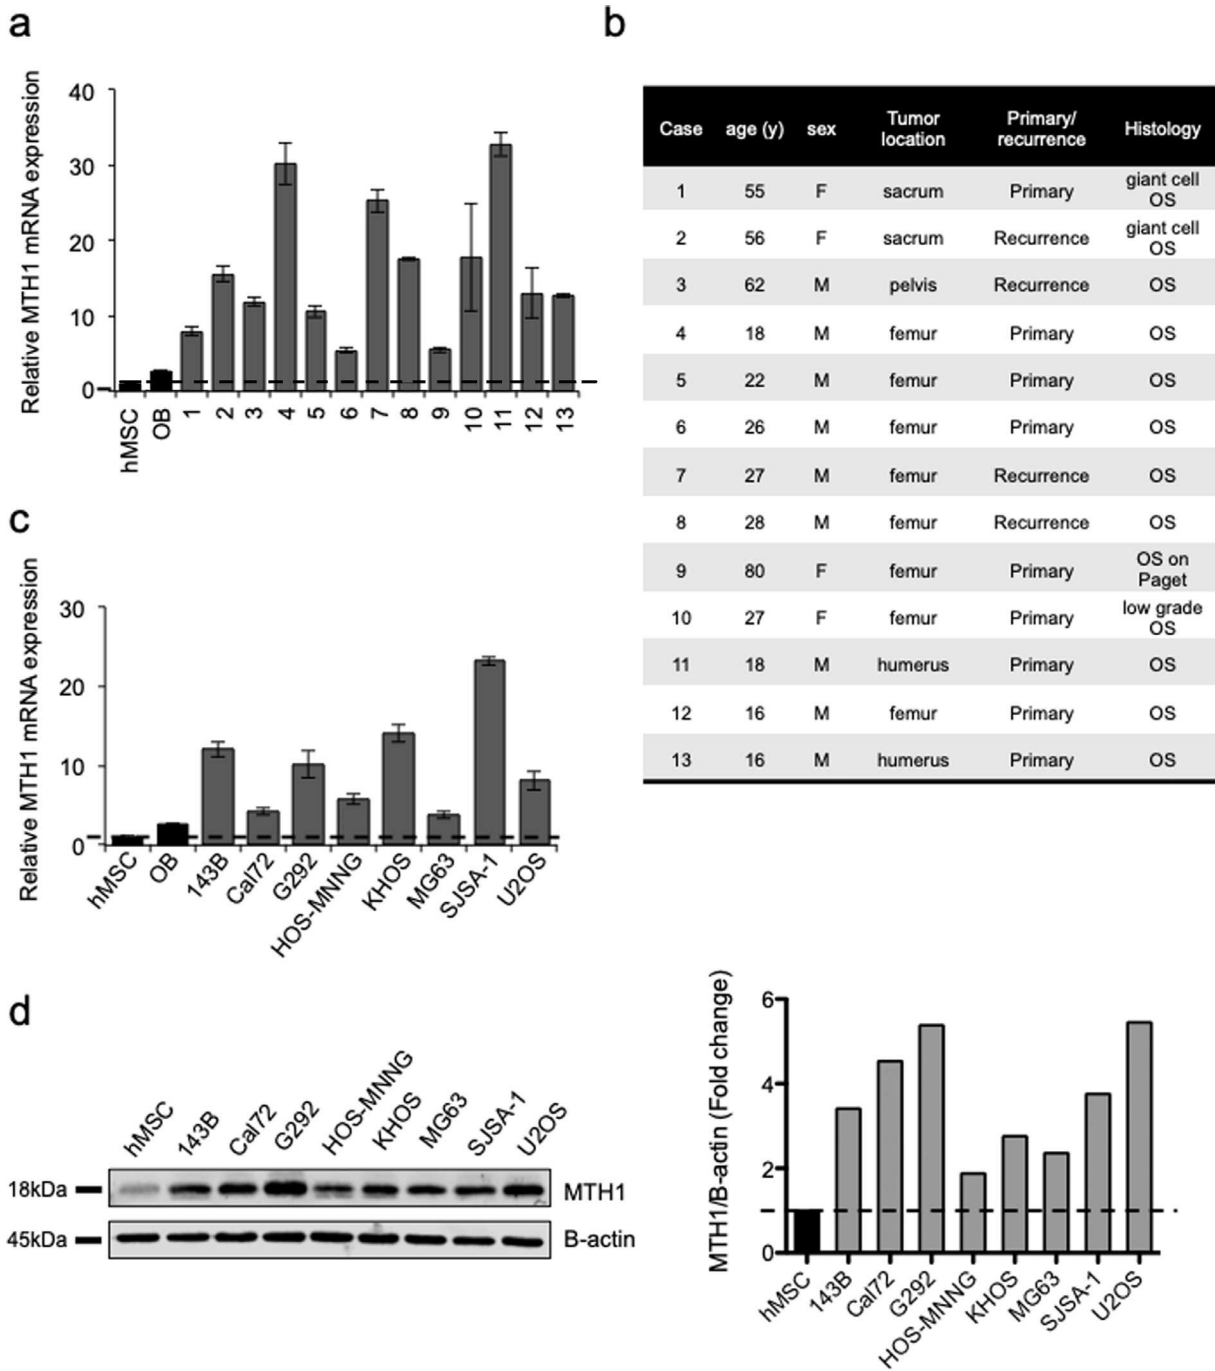 a
Relative MTH1 mRNA expression
40
30
20
10
0
hMSC OB 1 2 3 4 5 6 7 8 9 10 11 12 13
b
Case age (y) sex Tumor location Primary/ recurrence Histology
1 55 F sacrum Primary giant cell OS
2 56 F sacrum Recurrence giant cell OS
3 62 M pelvis Recurrence OS
4 18 M femur Primary OS
5 22 M femur Primary OS
6 26 M femur Primary OS
7 27 M femur Recurrence OS
8 28 M femur Recurrence OS
9 80 F femur Primary OS on Paget
10 27 F femur Primary low grade OS
11 18 M humerus Primary OS
12 16 M femur Primary OS
13 16 M humerus Primary OS
c
Relative MTH1 mRNA expression
30
20
10
0
hMSC OB 143B Cal72 G292 HOS-MNNG KHOS MG63 SJSA-1 U2OS
d
hMSC 143B Cal72 G292 HOS-MNNG KHOS MG63 SJSA-1 U2OS
18kDa MTH1
45kDa B-actin
MTH1/B-actin (Fold change)
6
4
2
0
hMSC 143B Cal72 G292 HOS-MNNG KHOS MG63 SJSA-1 U2OS